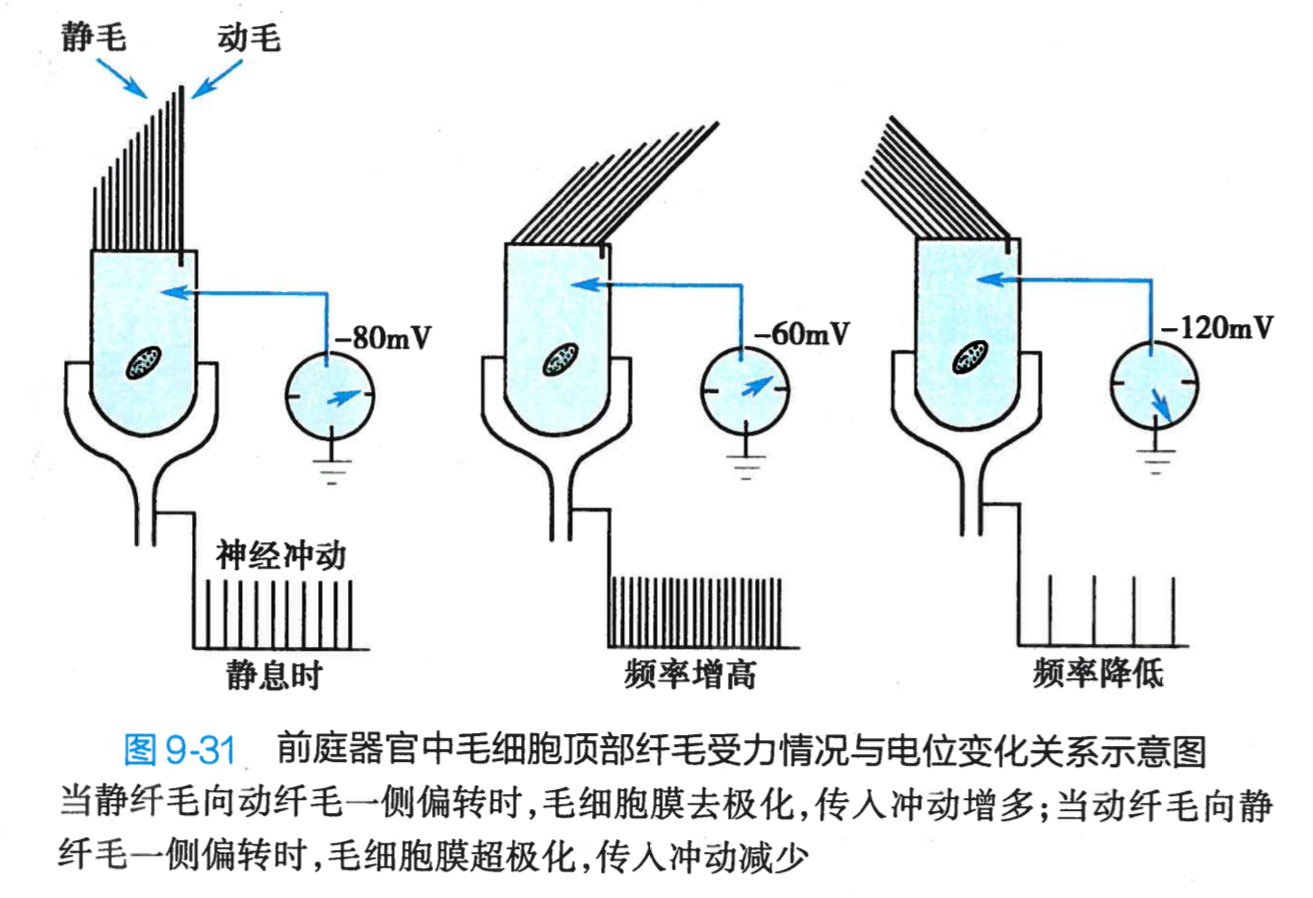 静毛 动毛
-80mV
-60mV
-120mV
神经冲动
静息时
频率增高
频率降低
图 9-31 前庭器官中毛细胞顶部纤毛受力情况与电位变化关系示意图
当静纤毛向动纤毛一侧偏转时,毛细胞膜去极化,传入冲动增多;当动纤毛向静
纤毛一侧偏转时,毛细胞膜超极化,传入冲动减少